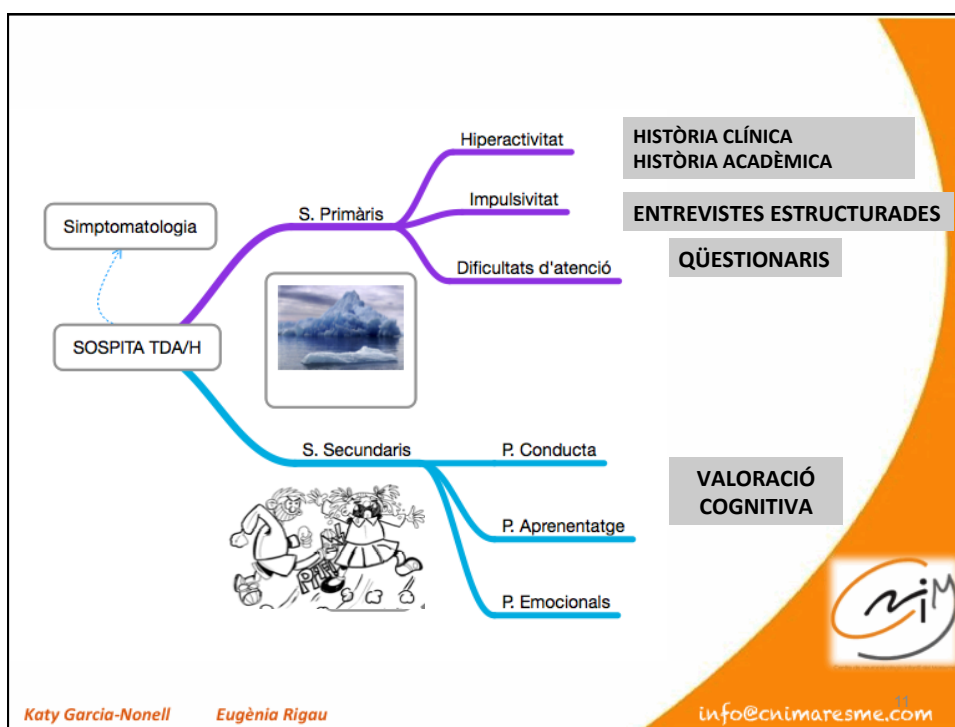 Hiperactivitat
HISTÒRIA CLÍNICA
HISTÒRIA ACADÈMICA
Impulsivitat
ENTREVISTES ESTRUCTURADES
Simptomatologia
S. Primàris
Dificultats d'atenció
QÜESTIONARIS
SOSPITA TDA/H
S. Secundaris
P. Conducta
VALORACIÓ
COGNITIVA
P. Aprenentatge
P. Emocionals
CNiM
Katy Garcia-Nonell Eugènia Rigau
info@cnimaresme.com
11